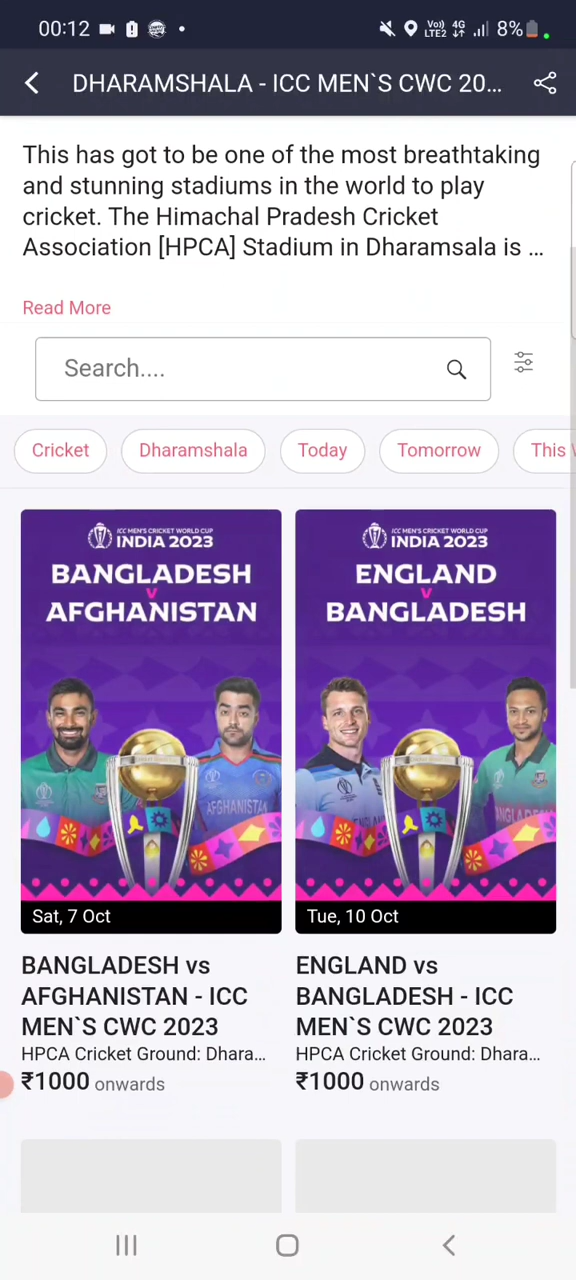 00:12
Vo)) LTE2 4G 8%
DHARAMSHALA - ICC MEN`S CWC 20...
This has got to be one of the most breathtaking
and stunning stadiums in the world to play
cricket. The Himachal Pradesh Cricket
Association [HPCA] Stadium in Dharamsala is ...
Read More
Search....
Cricket
Dharamshala
Today
Tomorrow
This
ICC MEN'S CRICKET WORLD CUP
INDIA 2023
BANGLADESH
V
AFGHANISTAN
AFGHANISTAN
Sat, 7 Oct
ICC MEN'S CRICKET WORLD CUP
INDIA 2023
ENGLAND
V
BANGLADESH
Tue, 10 Oct
BANGLADESH vs
AFGHANISTAN - ICC
MEN`S CWC 2023
HPCA Cricket Ground: Dhara...
₹1000 onwards
ENGLAND vs
BANGLADESH - ICC
MEN`S CWC 2023
HPCA Cricket Ground: Dhara...
₹1000 onwards